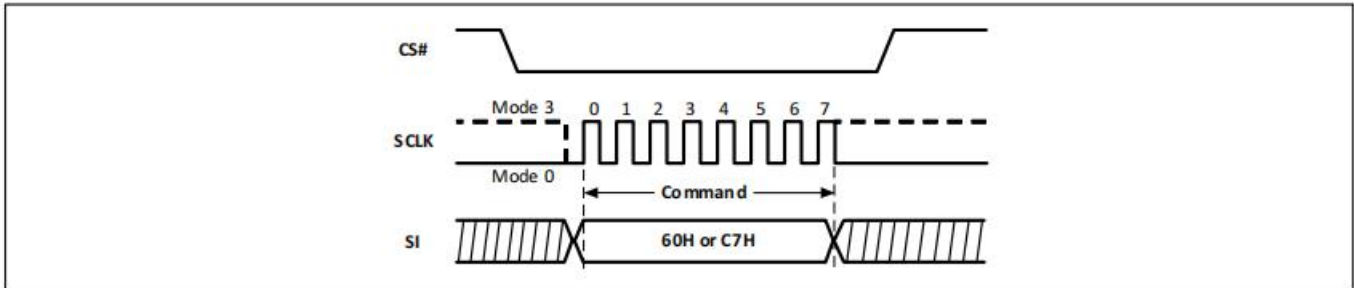 CS#
Mode 3 0 1 2 3 4 5 6 7
SCLK
Mode 0
Command
SI 60H or C7H